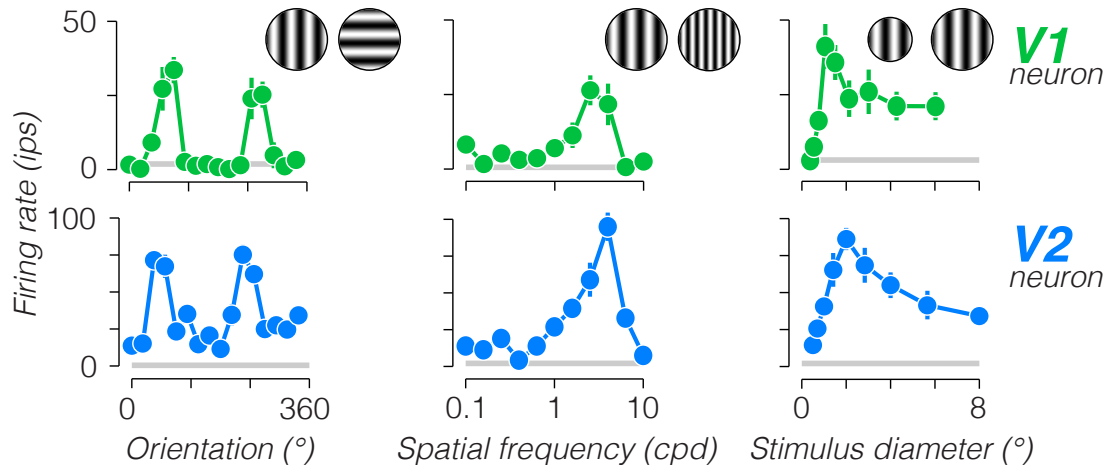 50
0
Firing rate (ips)
V1
neuron
100
0
V2
neuron
0
360
0.1
1
10
0
8
Orientation (°)
Spatial frequency (cpd)
Stimulus diameter (°)